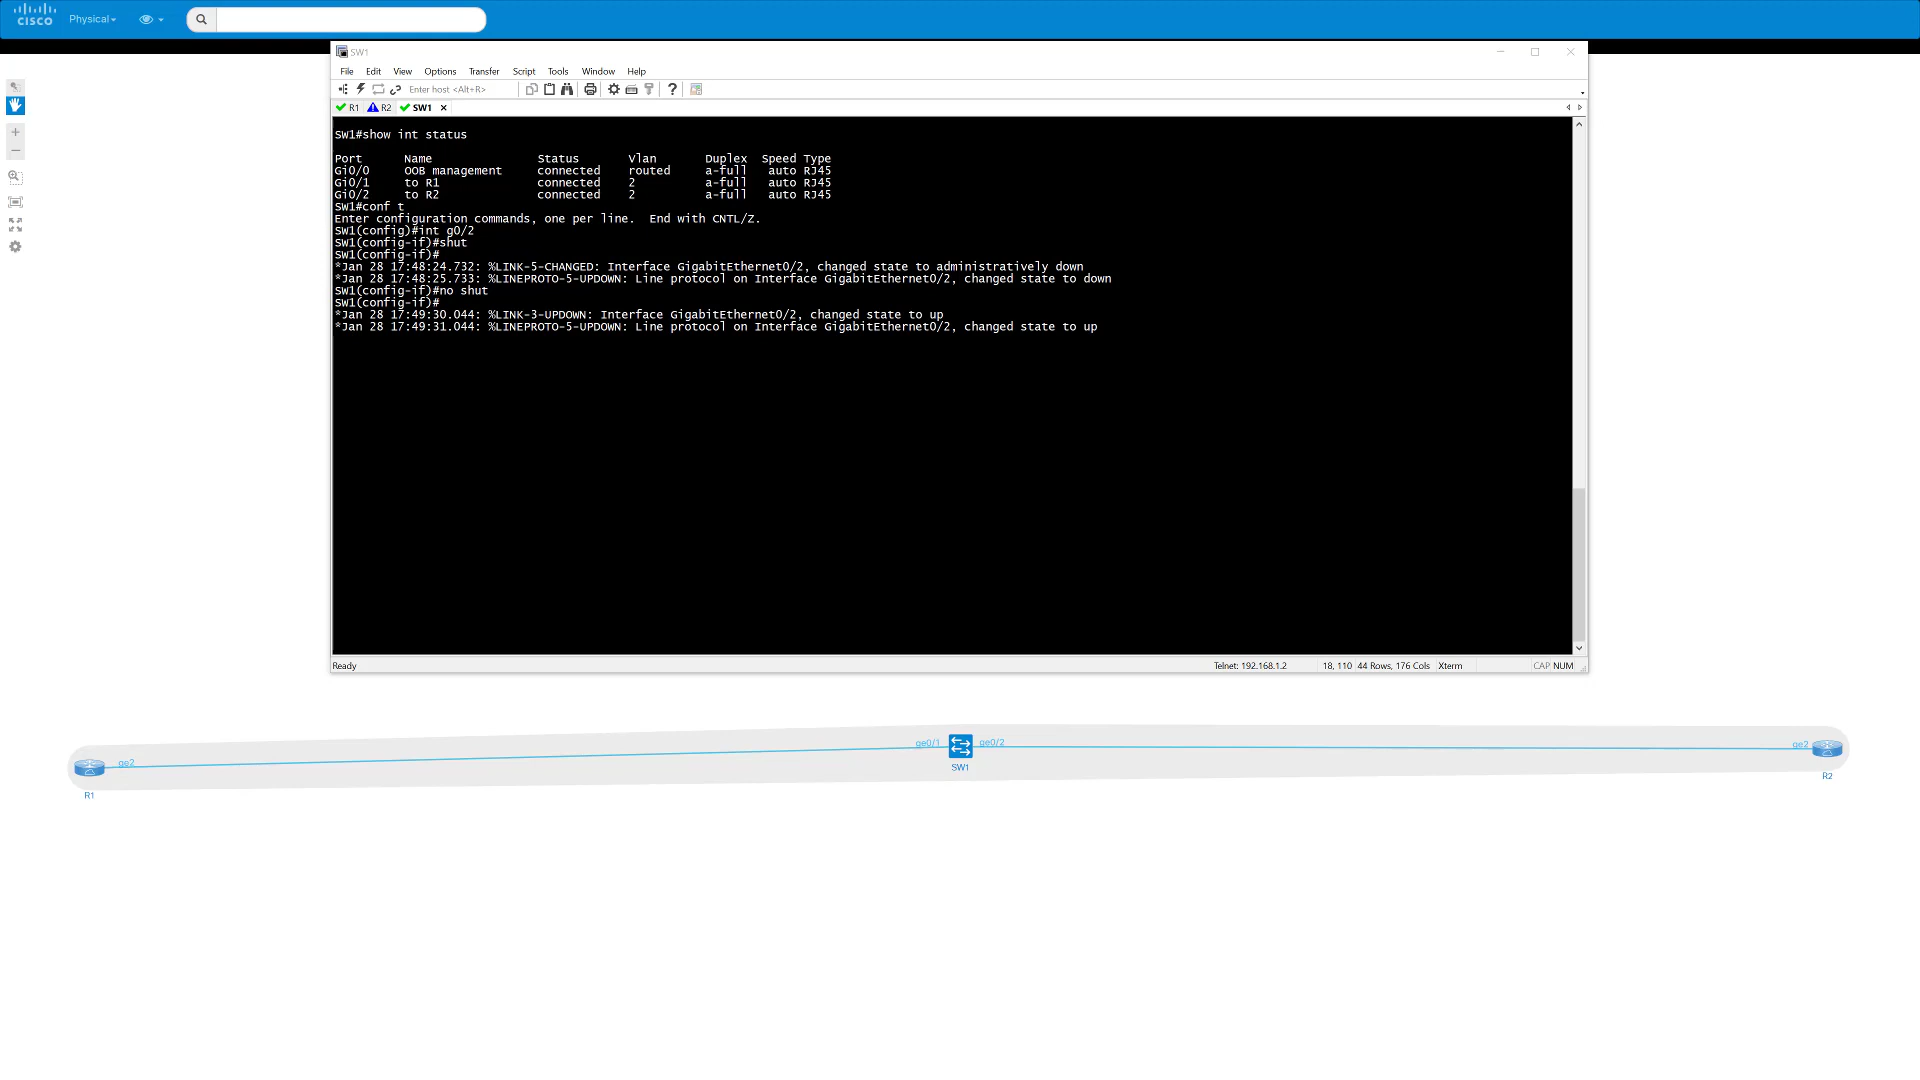 cisco
Physical
SW1
File Edit View Options Transfer Script Tools Window Help
Enter host <Alt+R>
R1 R2 SW1
SW1#show int status
Port Name Status Vlan Duplex Speed Type
Gi0/0 OOB management connected routed a-full auto RJ45
Gi0/1 to R1 connected 2 a-full auto RJ45
Gi0/2 to R2 connected 2 a-full auto RJ45
SW1#conf t
Enter configuration commands, one per line. End with CNTL/Z.
SW1(config)#int g0/2
SW1(config-if)#shut
SW1(config-if)#
*Jan 28 17:48:24.732: %LINK-5-CHANGED: Interface GigabitEthernet0/2, changed state to administratively down
*Jan 28 17:48:25.733: %LINEPROTO-5-UPDOWN: Line protocol on Interface GigabitEthernet0/2, changed state to down
SW1(config-if)#no shut
SW1(config-if)#
*Jan 28 17:49:30.044: %LINK-3-UPDOWN: Interface GigabitEthernet0/2, changed state to up
*Jan 28 17:49:31.044: %LINEPROTO-5-UPDOWN: Line protocol on Interface GigabitEthernet0/2, changed state to up
Ready Telnet: 192.168.1.2 18, 110 44 Rows, 176 Cols Xterm CAP NUM
ge0/1 ge0/2 ge2
ge2
SW1
R2
R1